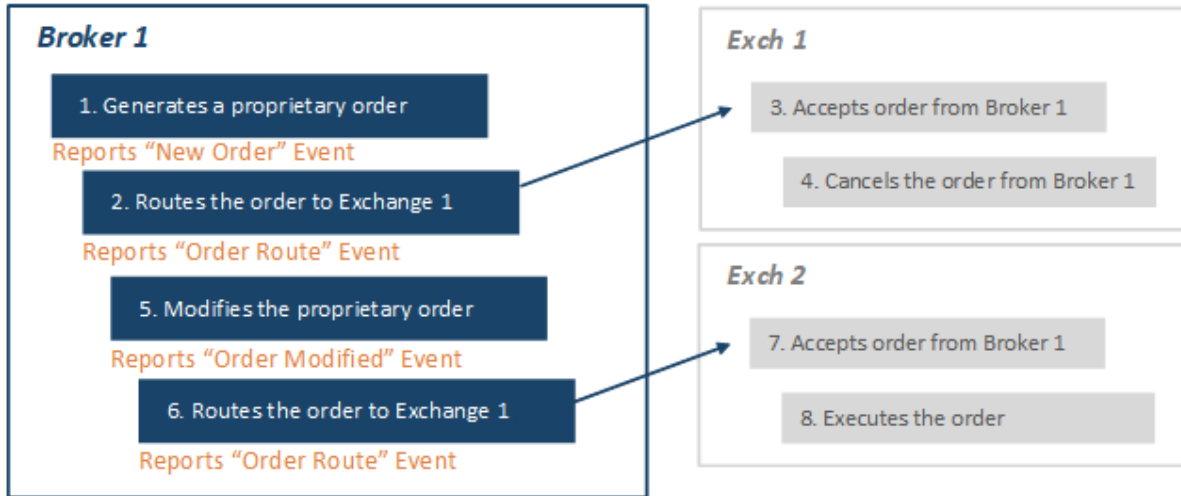 Broker 1
1. Generates a proprietary order
Reports “New Order” Event
2. Routes the order to Exchange 1
Reports “Order Route” Event
5. Modifies the proprietary order
Reports “Order Modified” Event
6. Routes the order to Exchange 1
Reports “Order Route” Event
Exch 1
3. Accepts order from Broker 1
4. Cancels the order from Broker 1
Exch 2
7. Accepts order from Broker 1
8. Executes the order